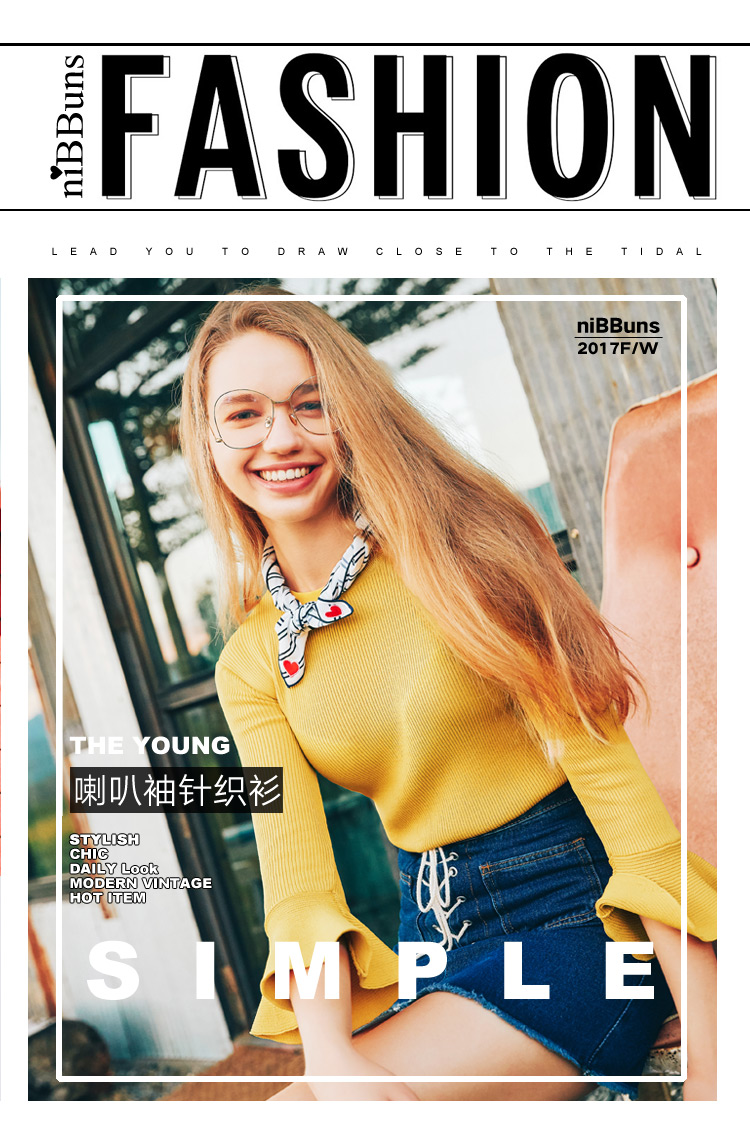 niBBuns
FASHION
LEAD YOU TO DRAW CLOSE TO THE TIDAL
niBBuns
2017F/W
THE YOUNG
喇叭袖针织衫
STYLISH
CHIC
DAILY Look
MODERN VINTAGE
HOT ITEM
SIMPLE